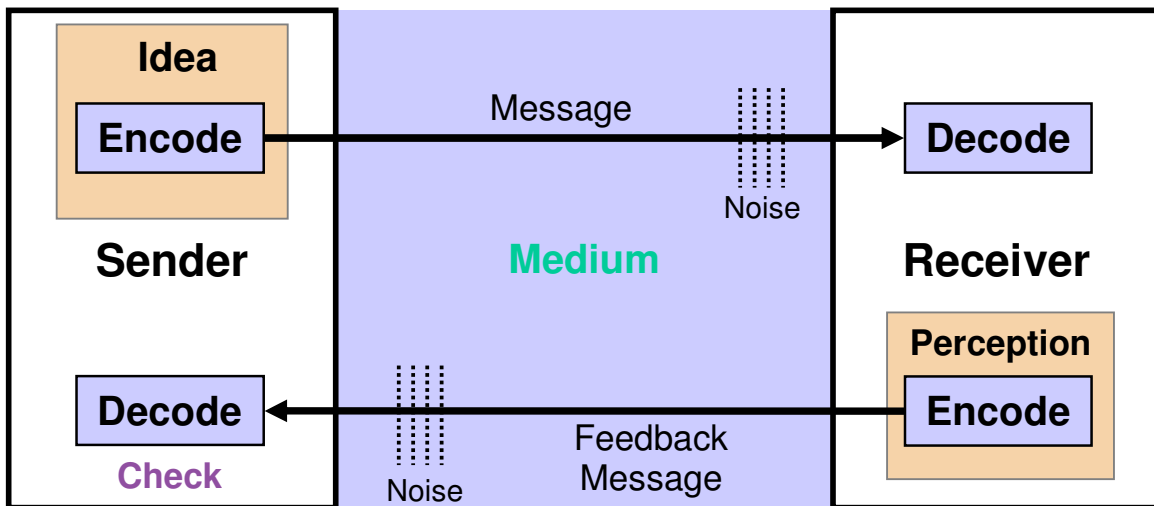 Idea
Encode
Message
Decode
Noise
Sender
Medium
Receiver
Perception
Decode
Encode
Feedback
Message
Check
Noise